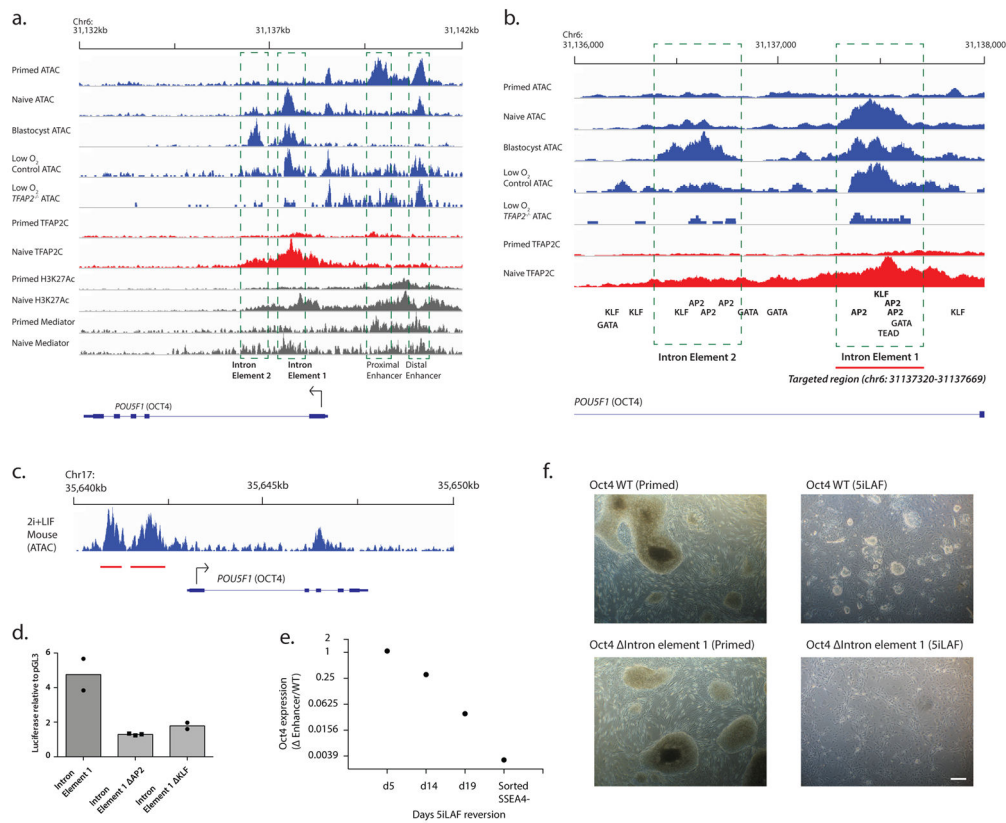 a.
Chr6:
31,132kb
31,137kb
31,142kb
Primed ATAC
Naive ATAC
Blastocyst ATAC
Low O2
Control ATAC
Low O2
TFAP2-/- ATAC
Primed TFAP2C
Naive TFAP2C
Primed H3K27Ac
Naive H3K27Ac
Primed Mediator
Naive Mediator
Intron
Element 2
Intron
Element 1
Proximal
Enhancer
Distal
Enhancer
POU5F1 (OCT4)
b.
Chr6:
31,136,000
31,137,000
31,138,000
Primed ATAC
Naive ATAC
Blastocyst ATAC
Low O2
Control ATAC
Low O2
TFAP2-/- ATAC
Primed TFAP2C
Naive TFAP2C
KLF
AP2 AP2 AP2
KLF KLF KLF AP2 GATA GATA AP2 AP2 KLF
GATA GATA
TEAD
Intron Element 2
Intron Element 1
Targeted region (chr6: 31137320-31137669)
POU5F1 (OCT4)
c.
Chr17:
35,640kb
35,645kb
35,650kb
2i+LIF
Mouse
(ATAC)
POU5F1 (OCT4)
d.
Luciferase relative to pGL3
6
4
2
0
Intron
Element 1
Intron
Element 1 ΔAP2
Intron
Element 1 ΔKLF
e.
Oct4 expression
(Δ Enhancer/WT)
2
1
0.25
0.0625
0.0156
0.0039
d5
d14
d19
Sorted
SSEA4-
Days 5iLAF reversion
f.
Oct4 WT (Primed)
Oct4 WT (5iLAF)
Oct4 ΔIntron element 1 (Primed)
Oct4 ΔIntron element 1 (5iLAF)